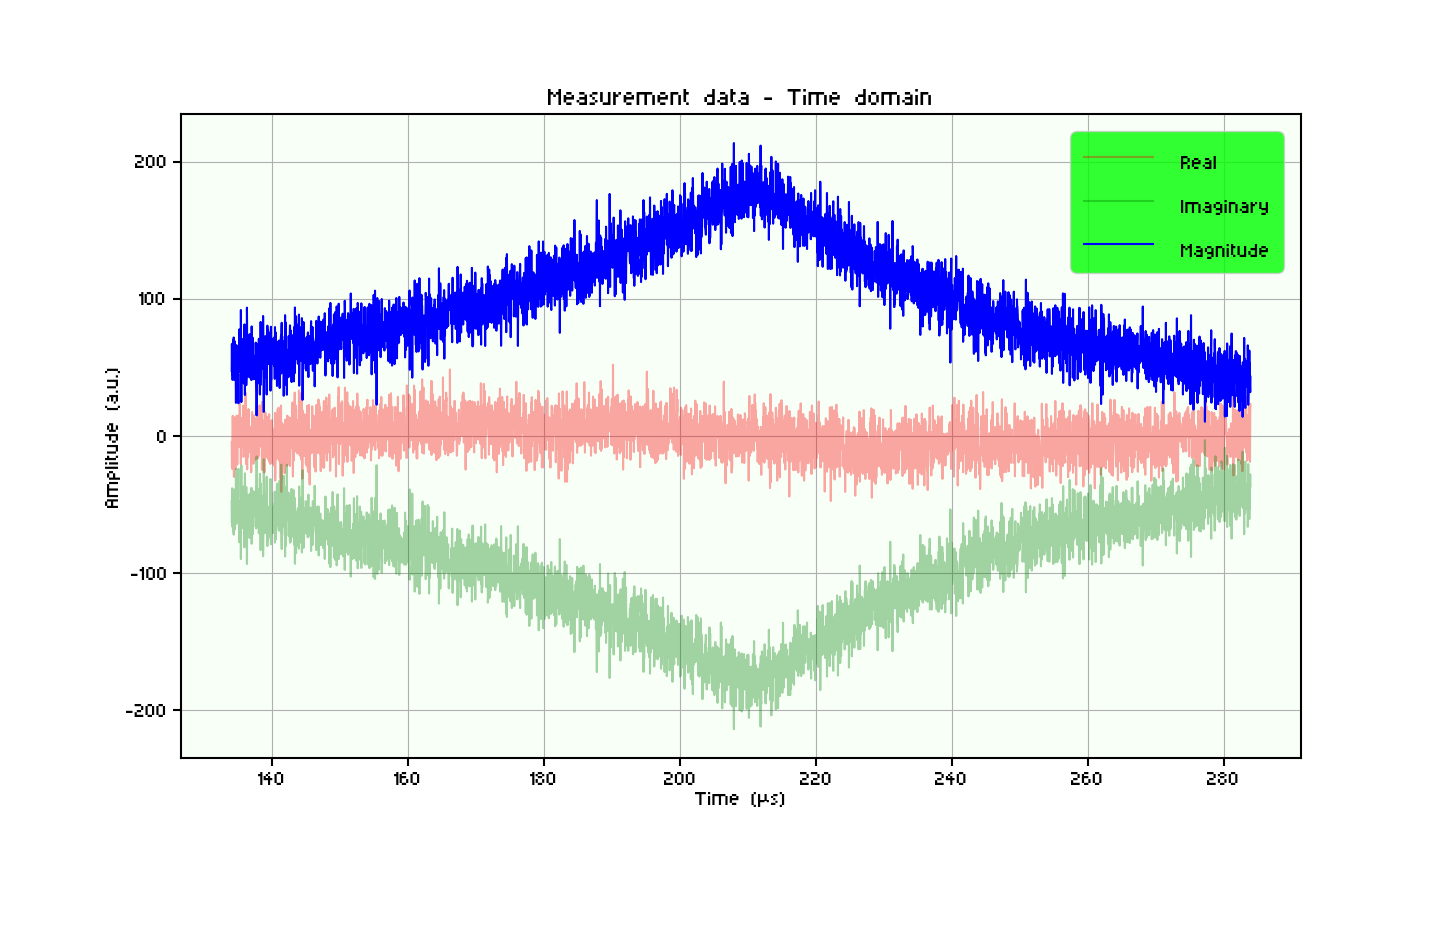 Measurement data - Time domain
Real
Imaginary
Magnitude
200
100
0
-100
-200
Amplitude (a.u.)
140 160 180 200 220 240 260 280
Time (µs)